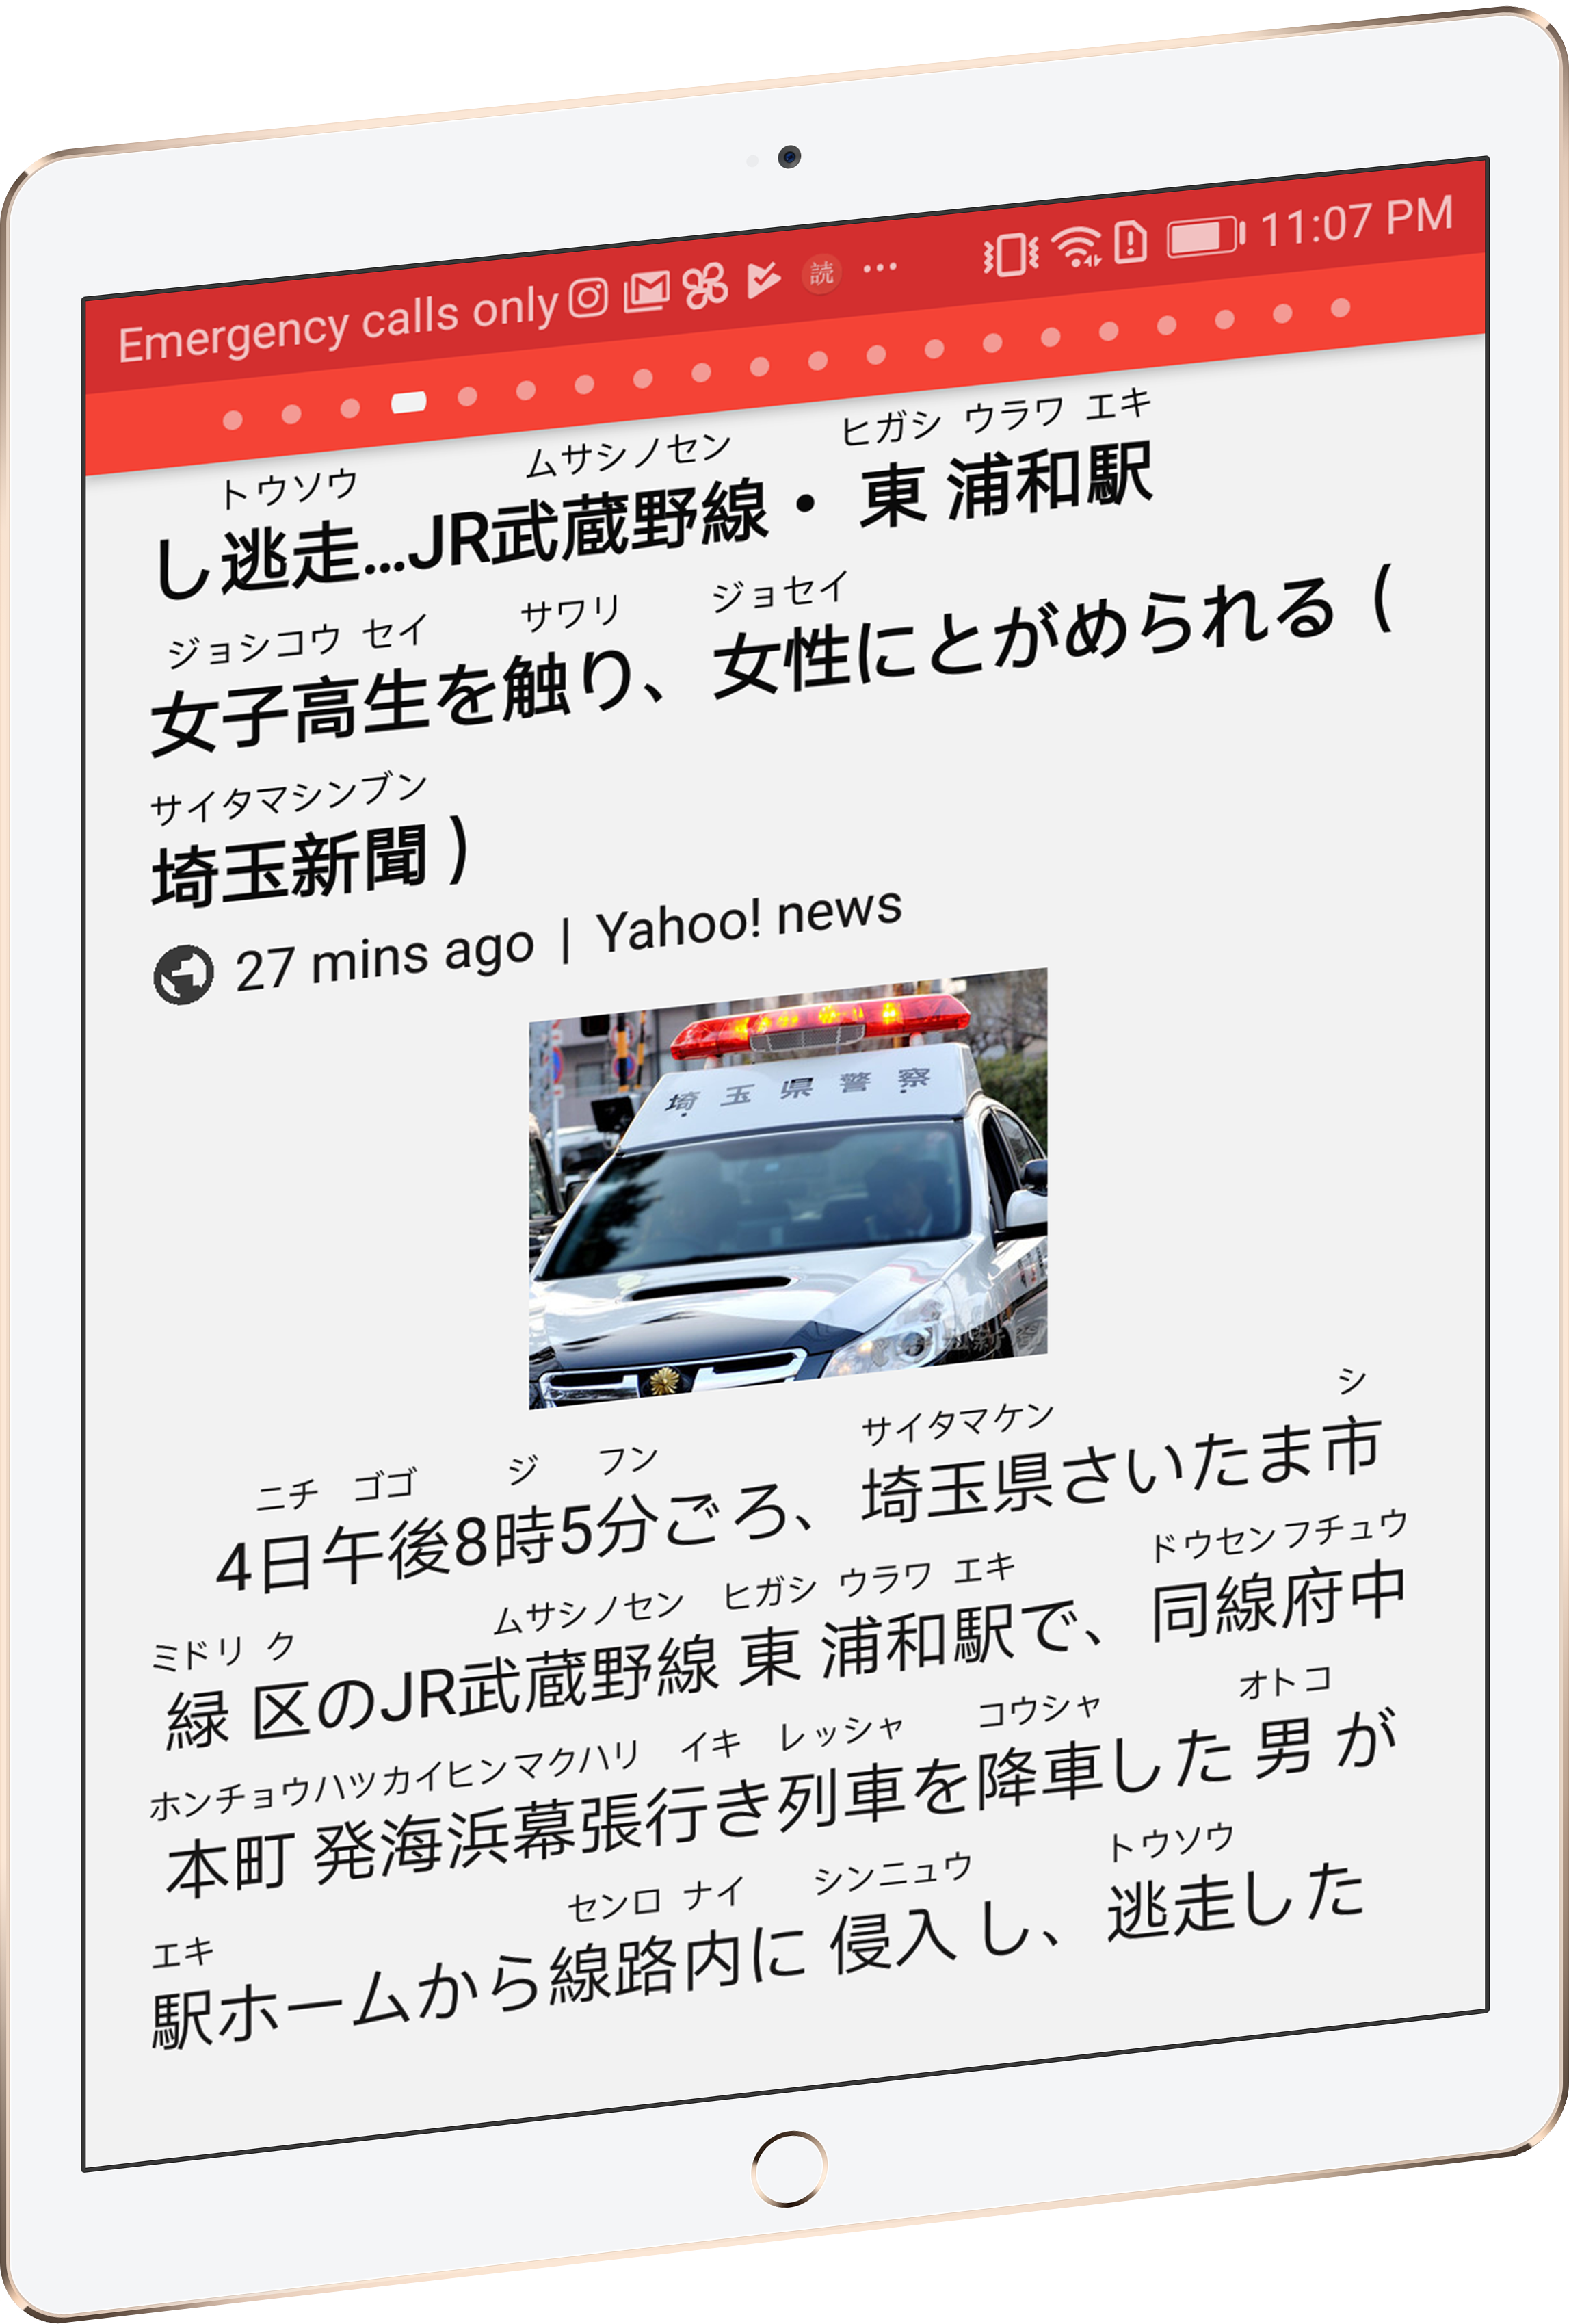 Emergency calls only 読 ... 11:07 PM
トウソウ ムサシノセン ヒガシ ウラワ エキ
し逃走...JR武蔵野線・東浦和駅
ジョシコウ セイ サワリ ジョセイ
女子高生を触り、女性にとがめられる (
サイタマシンブン
埼玉新聞 )
27 mins ago | Yahoo! news
埼玉県警察
ニチ ゴゴ ジ フン サイタマケン シ
4日午後8時5分ごろ、埼玉県さいたま市
ミドリ ク ムサシノセン ヒガシ ウラワ エキ ドウセンフチュウ
緑区のJR武蔵野線東浦和駅で、同線府中
ホンチョウハツカイヒンマクハリ イキ レッシャ コウシャ オトコ
本町発海浜幕張行き列車を降車した男が
エキ センロ ナイ シンニュウ トウソウ
駅ホームから線路内に侵入し、逃走した